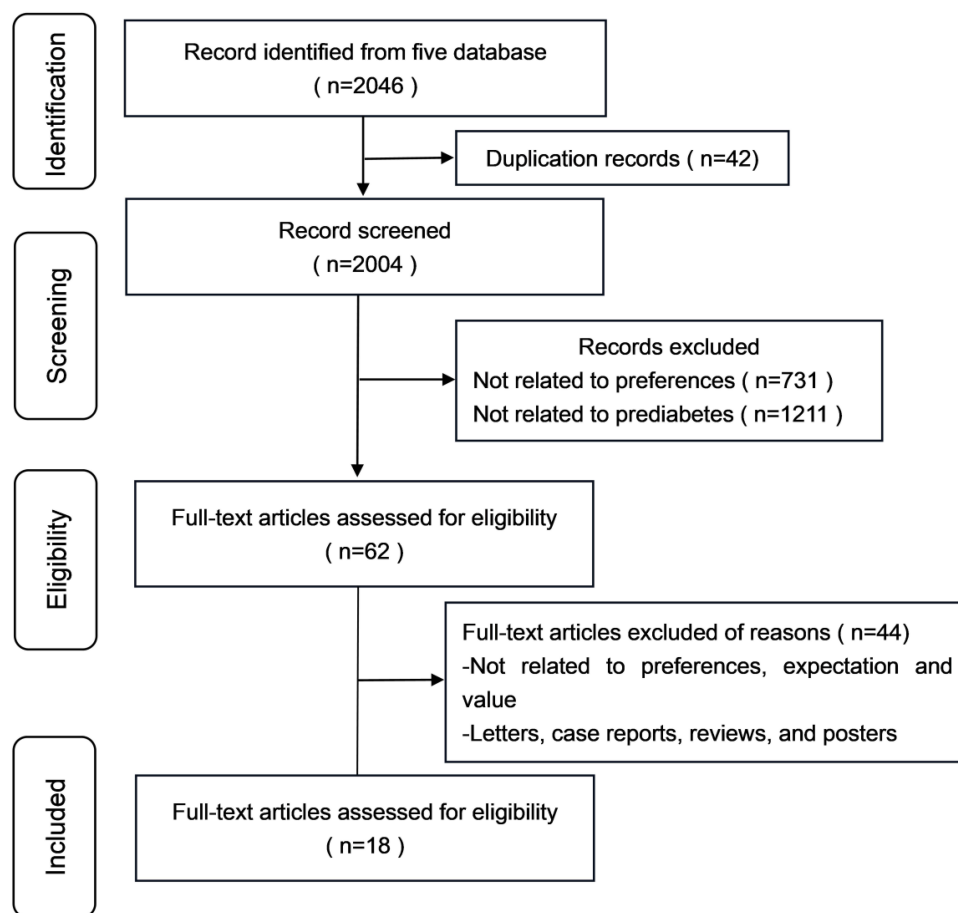 Identification
Record identified from five database
( n=2046 )
Duplication records ( n=42)
Screening
Record screened
( n=2004 )
Records excluded
Not related to preferences ( n=731 )
Not related to prediabetes ( n=1211 )
Eligibility
Full-text articles assessed for eligibility
( n=62 )
Full-text articles excluded of reasons ( n=44)
-Not related to preferences, expectation and
value
-Letters, case reports, reviews, and posters
Included
Full-text articles assessed for eligibility
( n=18 )